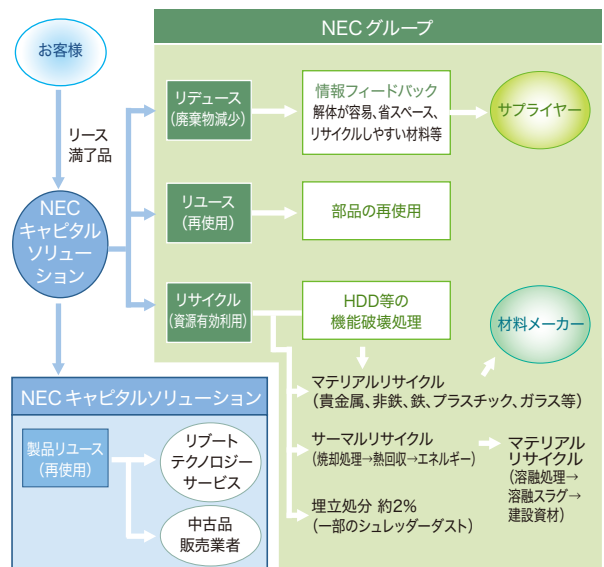 NECグループ
お客様
リース
満了品
NEC
キャピタル
ソリュー
ション
リデュース
(廃棄物減少)
情報フィードバック
解体が容易、省スペース、
リサイクルしやすい材料等
サプライヤー
リユース
(再使用)
部品の再使用
リサイクル
(資源有効利用)
HDD等の
機能破壊処理
材料メーカー
マテリアルリサイクル
(貴金属、非鉄、鉄、プラスチック、ガラス等)
サーマルリサイクル
(焼却処理→熱回収→エネルギー)
マテリアル
リサイクル
(溶融処理→
溶融スラグ→
建設資材)
埋立処分 約2%
(一部のシュレッダーダスト)
NECキャピタルソリューション
製品リユース
(再使用)
リブート
テクノロジー
サービス
中古品
販売業者